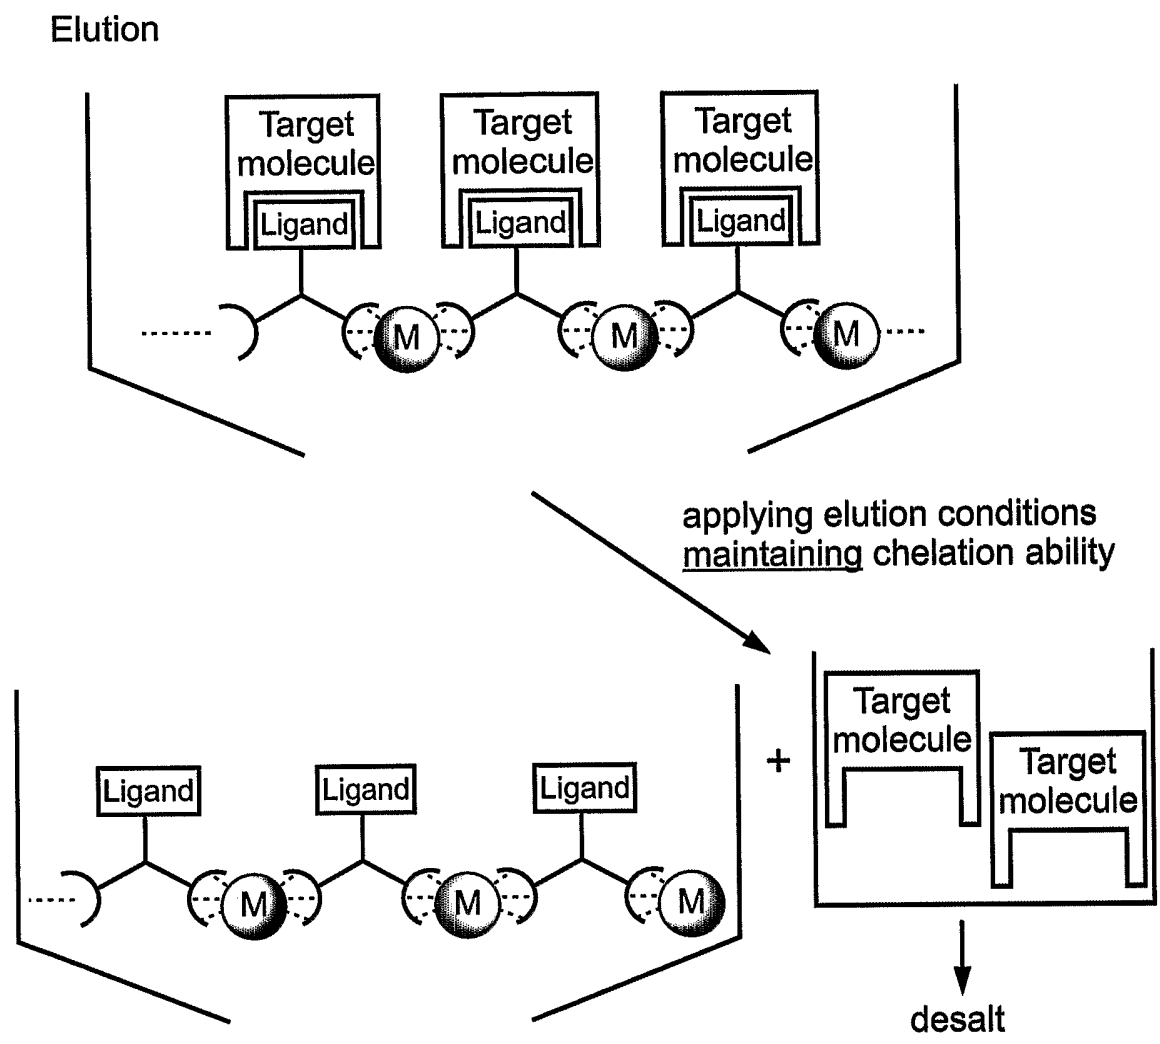 Elution
Target
molecule
Ligand
Target
molecule
Ligand
Target
molecule
Ligand
M
M
M
applying elution conditions
maintaining chelation ability
Ligand
Ligand
Ligand
M
M
M
+
Target
molecule
Target
molecule
desalt